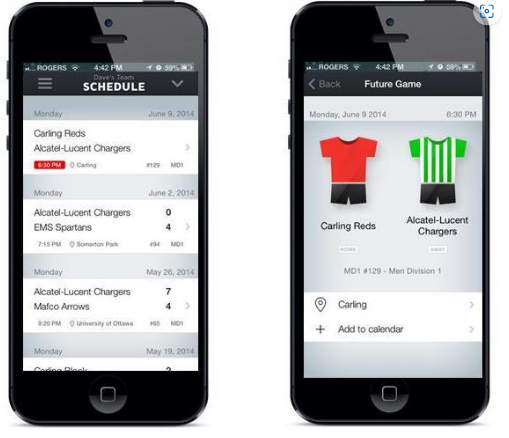 ROGERS 4:42 PM 59%
Dave's Team
SCHEDULE
Monday June 9, 2014
Carling Reds
Alcatel-Lucent Chargers
6:30 PM Carling #129 MD1
Monday June 2, 2014
Alcatel-Lucent Chargers 0
EMS Spartans 4
7:15 PM Somerton Park #94 MD1
Monday May 26, 2014
Alcatel-Lucent Chargers 7
Mafco Arrows 4
9:20 PM University of Ottawa #65 MD1
Monday May 19, 2014
ROGERS 4:42 PM 59%
Back Future Game
Monday, June 9 2014 6:30 PM
Carling Reds
Alcatel-Lucent
Chargers
HOME AWAY
MD1 #129 - Men Division 1
Carling
+ Add to calendar